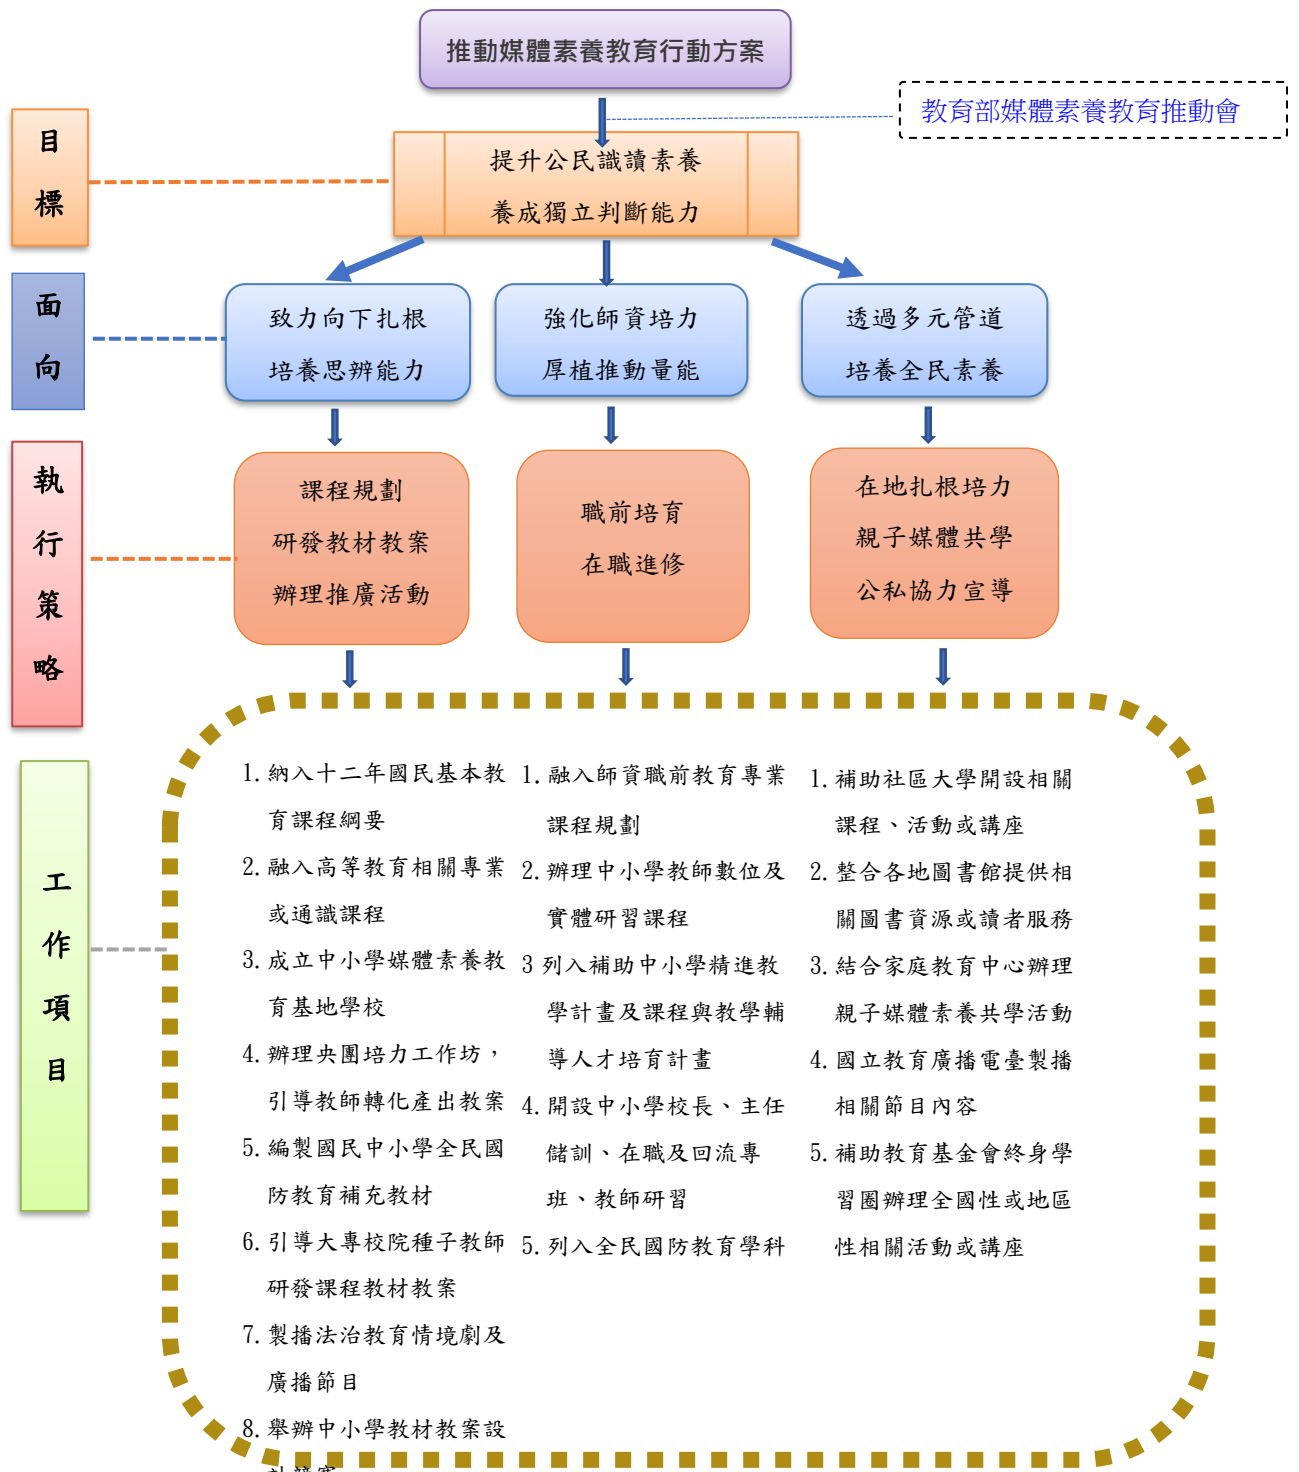 推動媒體素養教育行動方案
教育部媒體素養教育推動會
目標
提升公民識讀素養
養成獨立判斷能力
面向
致力向下扎根
培養思辨能力
強化師資培力
厚植推動量能
透過多元管道
培養全民素養
執行策略
課程規劃
研發教材教案
辦理推廣活動
職前培育
在職進修
在地扎根培力
親子媒體共學
公私協力宣導
工作項目
1. 納入十二年國民基本教
育課程綱要
2. 融入高等教育相關專業
或通識課程
3. 成立中小學媒體素養教
育基地學校
4. 辦理央團培力工作坊，
引導教師轉化產出教案
5. 編製國民中小學全民國
防教育補充教材
6. 引導大專校院種子教師
研發課程教材教案
7. 製播法治教育情境劇及
廣播節目
8. 舉辦中小學教材教案設
1. 融入師資職前教育專業
課程規劃
2. 辦理中小學教師數位及
實體研習課程
3 列入補助中小學精進教
學計畫及課程與教學輔
導人才培育計畫
4. 開設中小學校長、主任
儲訓、在職及回流專
班、教師研習
5. 列入全民國防教育學科
1. 補助社區大學開設相關
課程、活動或講座
2. 整合各地圖書館提供相
關圖書資源或讀者服務
3. 結合家庭教育中心辦理
親子媒體素養共學活動
4. 國立教育廣播電臺製播
相關節目內容
5. 補助教育基金會終身學
習圈辦理全國性或地區
性相關活動或講座